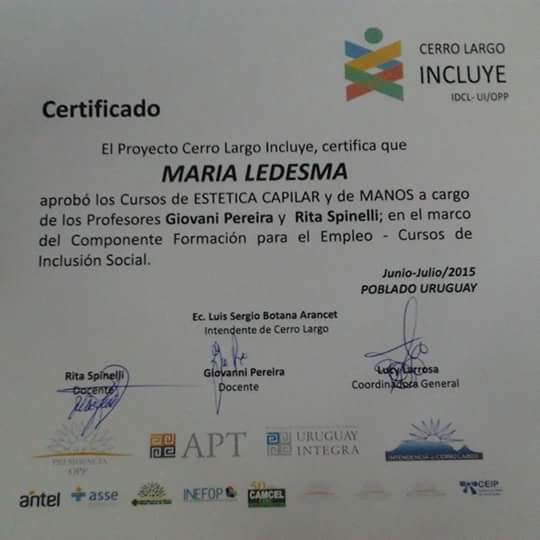 CERRO LARGO
INCLUYE
IDCL- UI/OPP
Certificado
El Proyecto Cerro Largo Incluye, certifica que
MARIA LEDESMA
aprobó los Cursos de ESTETICA CAPILAR y de MANOS a cargo
de los Profesores Giovani Pereira y Rita Spinelli; en el marco
del Componente Formación para el Empleo - Cursos de
Inclusión Social.
Junio-Julio/2015
POBLADO URUGUAY
Ec. Luis Sergio Botana Arancet
Intendente de Cerro Largo
Rita Spinelli
Docente
Giovanni Pereira
Docente
Lucy Larrosa
Coordinadora General
PRESIDENCIA
OPP
APT
URUGUAY
INTEGRA
INTENDENCIA DE CERRO LARGO
antel
asse
INEFOP
50
CAMCEL
CEIP